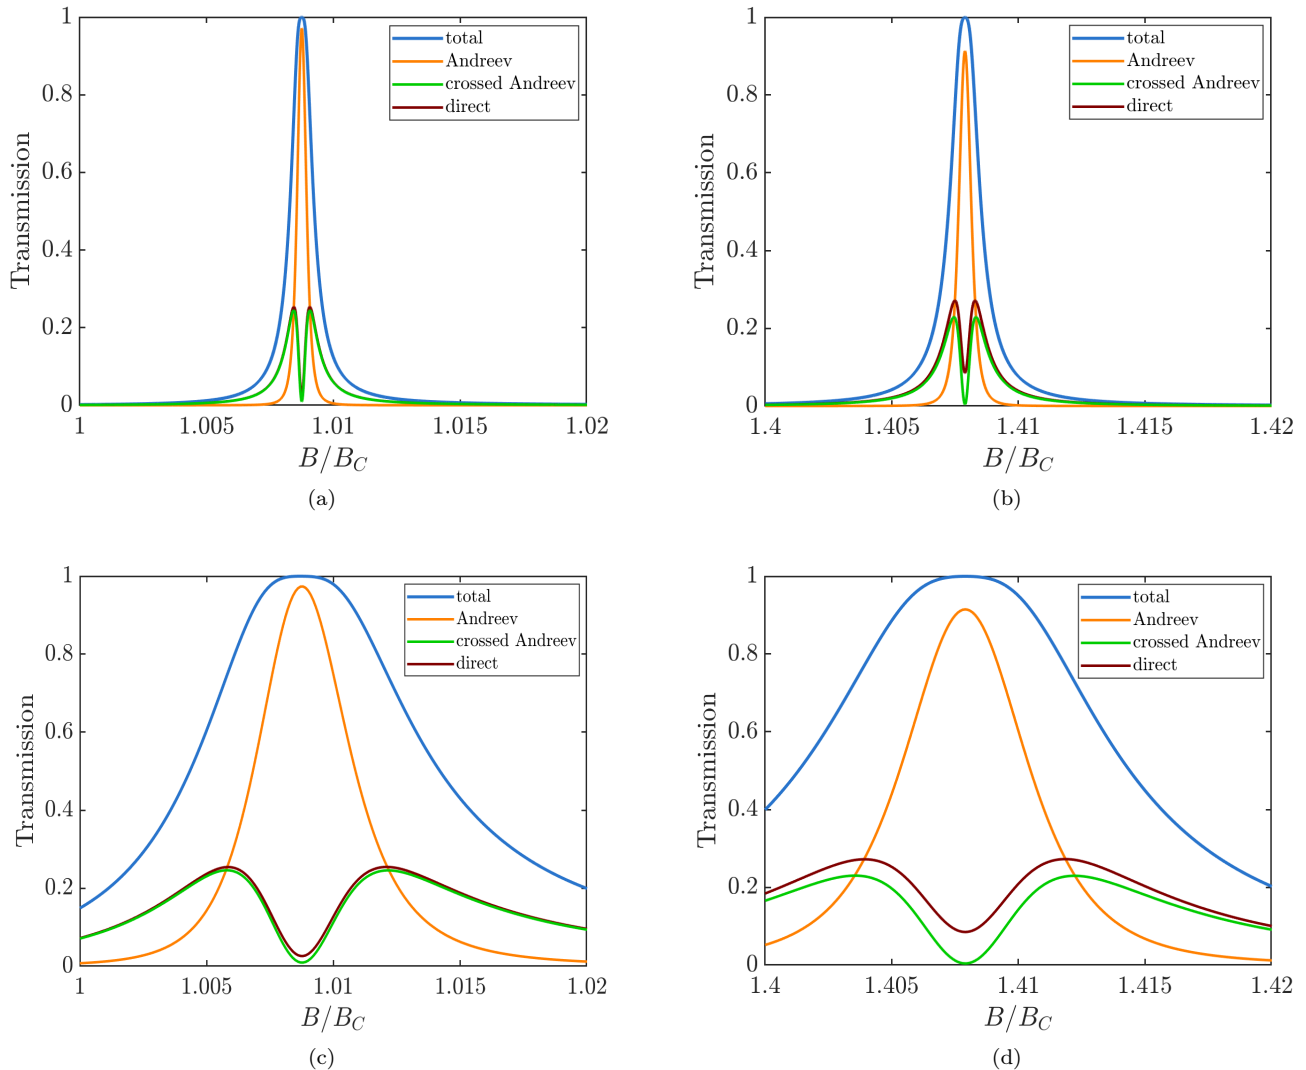 1
0.8
0.6
0.4
0.2
0
Transmission
total
Andreev
crossed Andreev
direct
1
1.005
1.01
1.015
1.02
B/B_C
(a)
1
0.8
0.6
0.4
0.2
0
Transmission
total
Andreev
crossed Andreev
direct
1.4
1.405
1.41
1.415
1.42
B/B_C
(b)
1
0.8
0.6
0.4
0.2
0
Transmission
total
Andreev
crossed Andreev
direct
1
1.005
1.01
1.015
1.02
B/B_C
(c)
1
0.8
0.6
0.4
0.2
0
Transmission
total
Andreev
crossed Andreev
direct
1.4
1.405
1.41
1.415
1.42
B/B_C
(d)